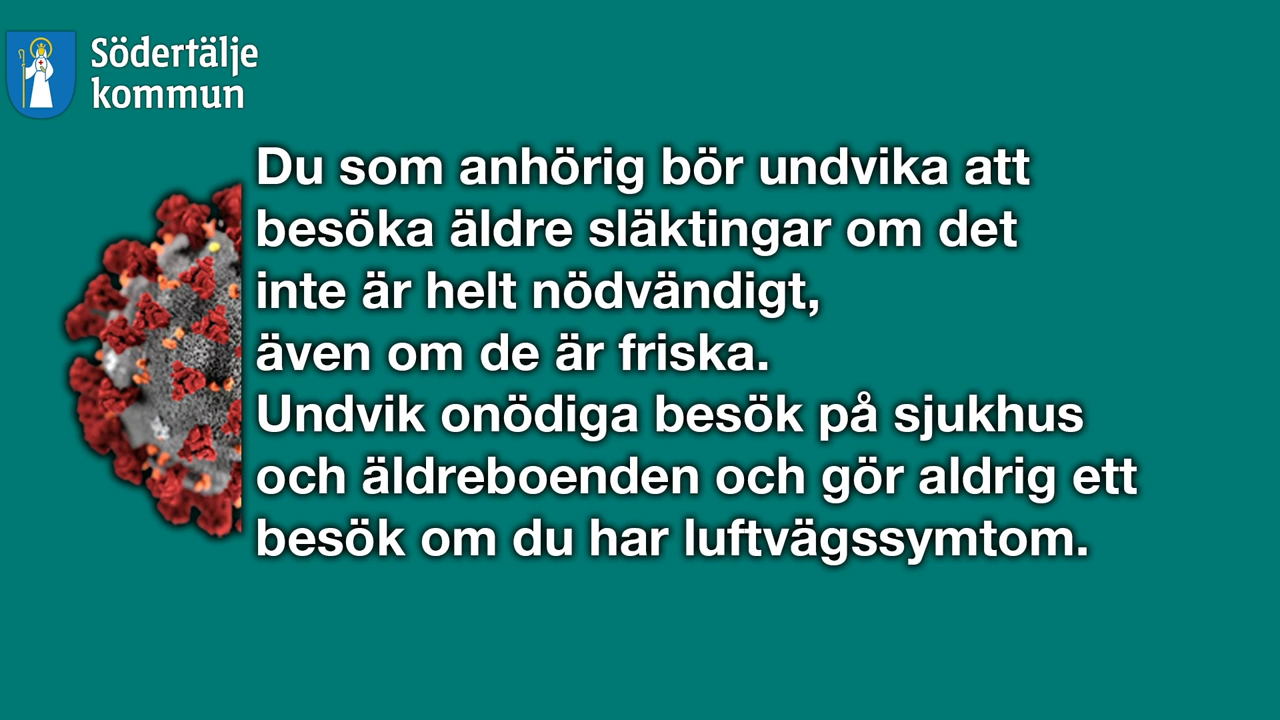 Södertälje
kommun
Du som anhörig bör undvika att
besöka äldre släktingar om det
inte är helt nödvändigt,
även om de är friska.
Undvik onödiga besök på sjukhus
och äldreboenden och gör aldrig ett
besök om du har luftvägssymtom.